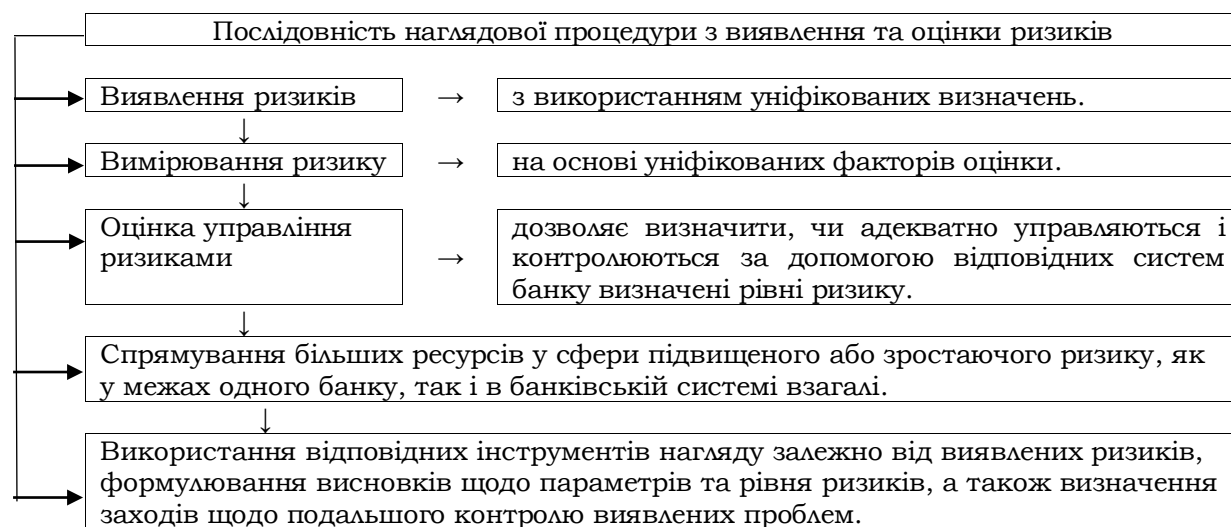 Послідовність наглядової процедури з виявлення та оцінки ризиків
Виявлення ризиків → з використанням уніфікованих визначень.
↓
Вимірювання ризику → на основі уніфікованих факторів оцінки.
↓
Оцінка управління
ризиками →
дозволяє визначити, чи адекватно управляються і
контролюються за допомогою відповідних систем
банку визначені рівні ризику.
↓
Спрямування більших ресурсів у сфери підвищеного або зростаючого ризику, як
у межах одного банку, так і в банківській системі взагалі.
↓
Використання відповідних інструментів нагляду залежно від виявлених ризиків,
формулювання висновків щодо параметрів та рівня ризиків, а також визначення
заходів щодо подальшого контролю виявлених проблем.